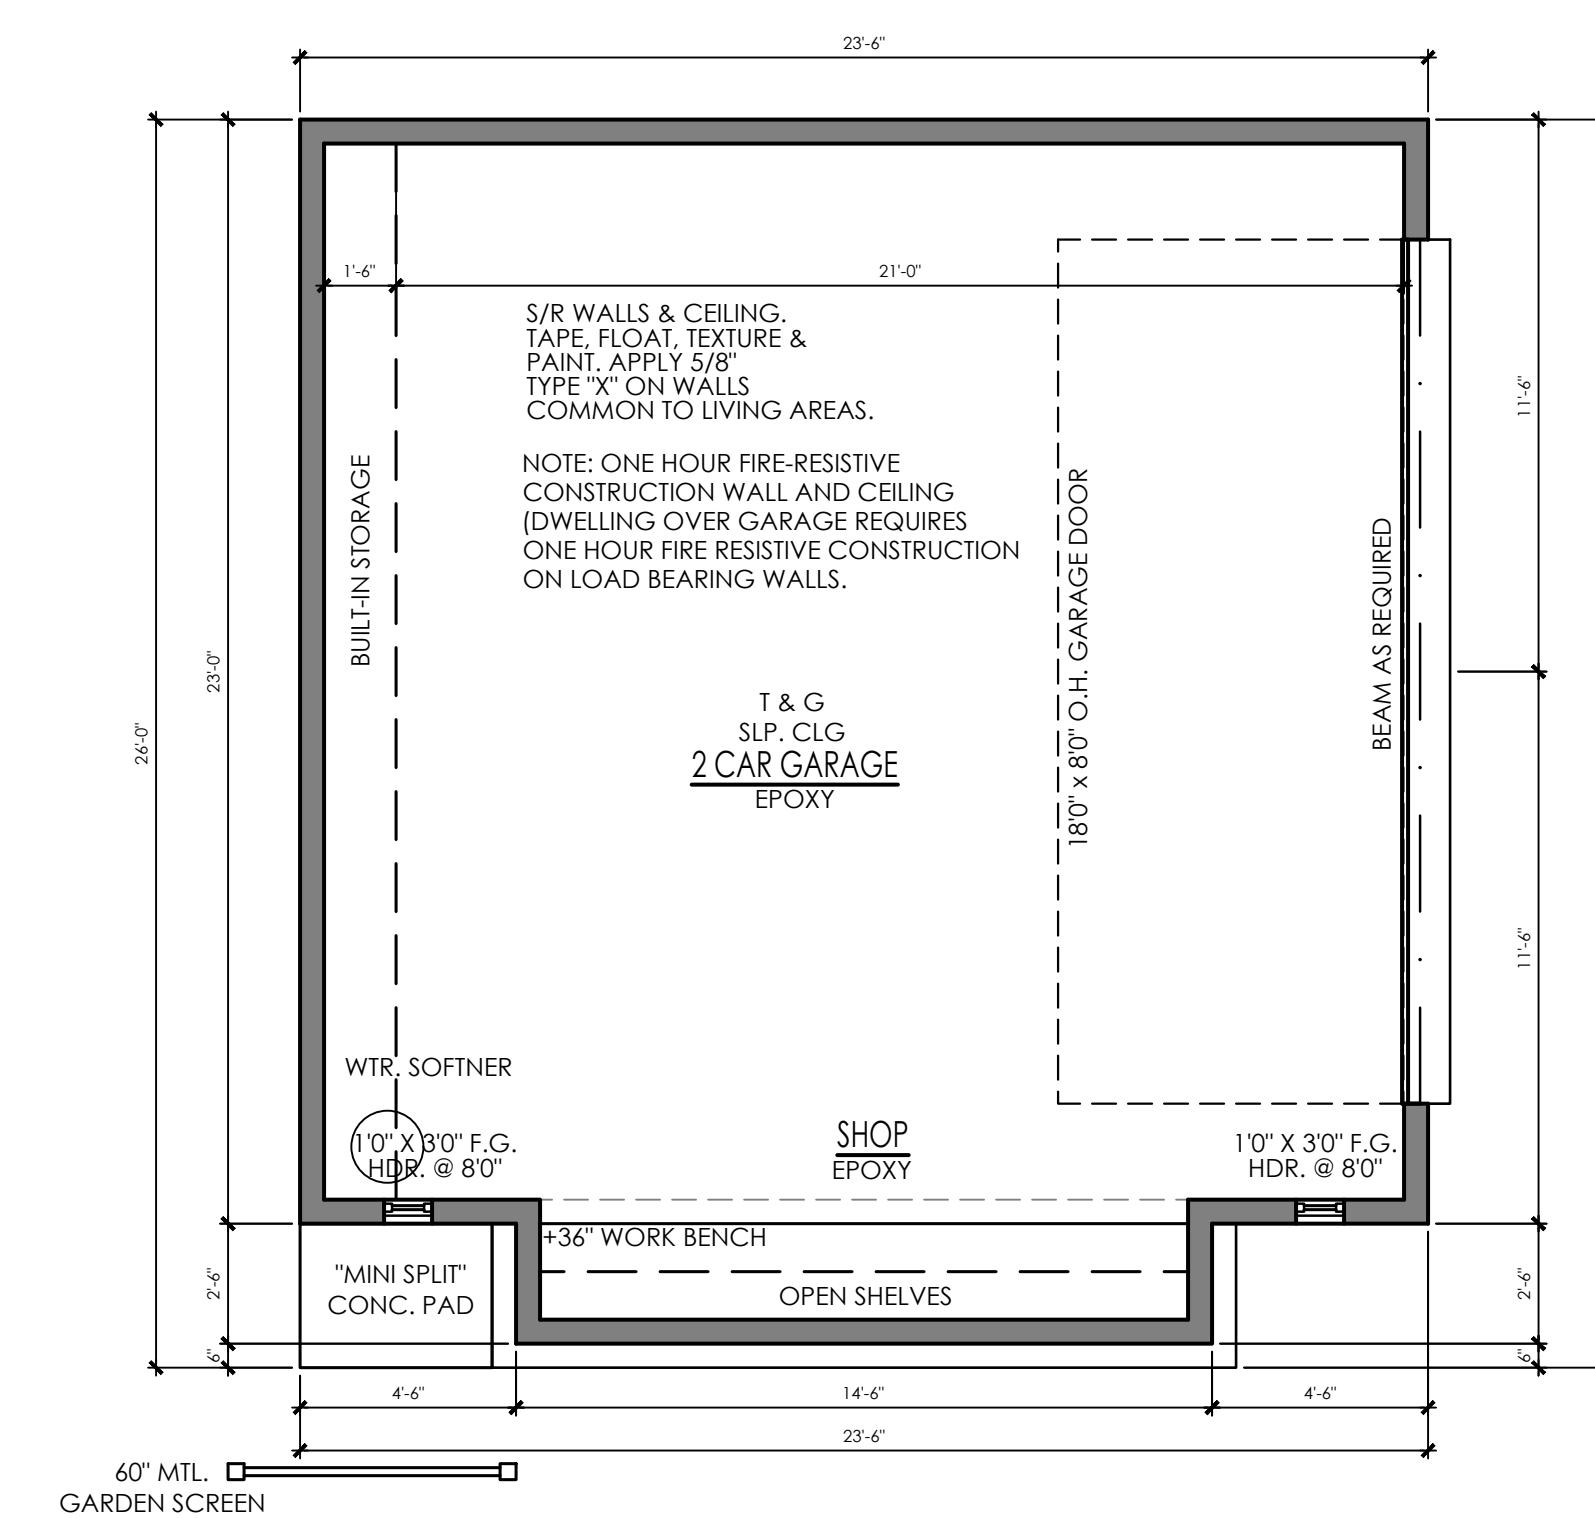 23'-6"
1'-6"
21'-0"
S/R WALLS & CEILING.
TAPE, FLOAT, TEXTURE &
PAINT. APPLY 5/8"
TYPE "X" ON WALLS
COMMON TO LIVING AREAS.
NOTE: ONE HOUR FIRE-RESISTIVE
CONSTRUCTION WALL AND CEILING
(DWELLING OVER GARAGE REQUIRES
ONE HOUR FIRE RESISTIVE CONSTRUCTION
ON LOAD BEARING WALLS.
BUILT-IN STORAGE
18'0" x 8'0" O.H. GARAGE DOOR
BEAM AS REQUIRED
11'-6"
23'-0"
26'-0"
T & G
SLP. CLG
2 CAR GARAGE
EPOXY
11'-6"
WTR. SOFTNER
1'0" X 3'0" F.G.
HDR. @ 8'0"
SHOP
EPOXY
1'0" X 3'0" F.G.
HDR. @ 8'0"
+36" WORK BENCH
OPEN SHELVES
"MINI SPLIT"
CONC. PAD
2'-6"
6"
2'-6"
6"
4'-6"
14'-6"
4'-6"
23'-6"
60" MTL.
GARDEN SCREEN